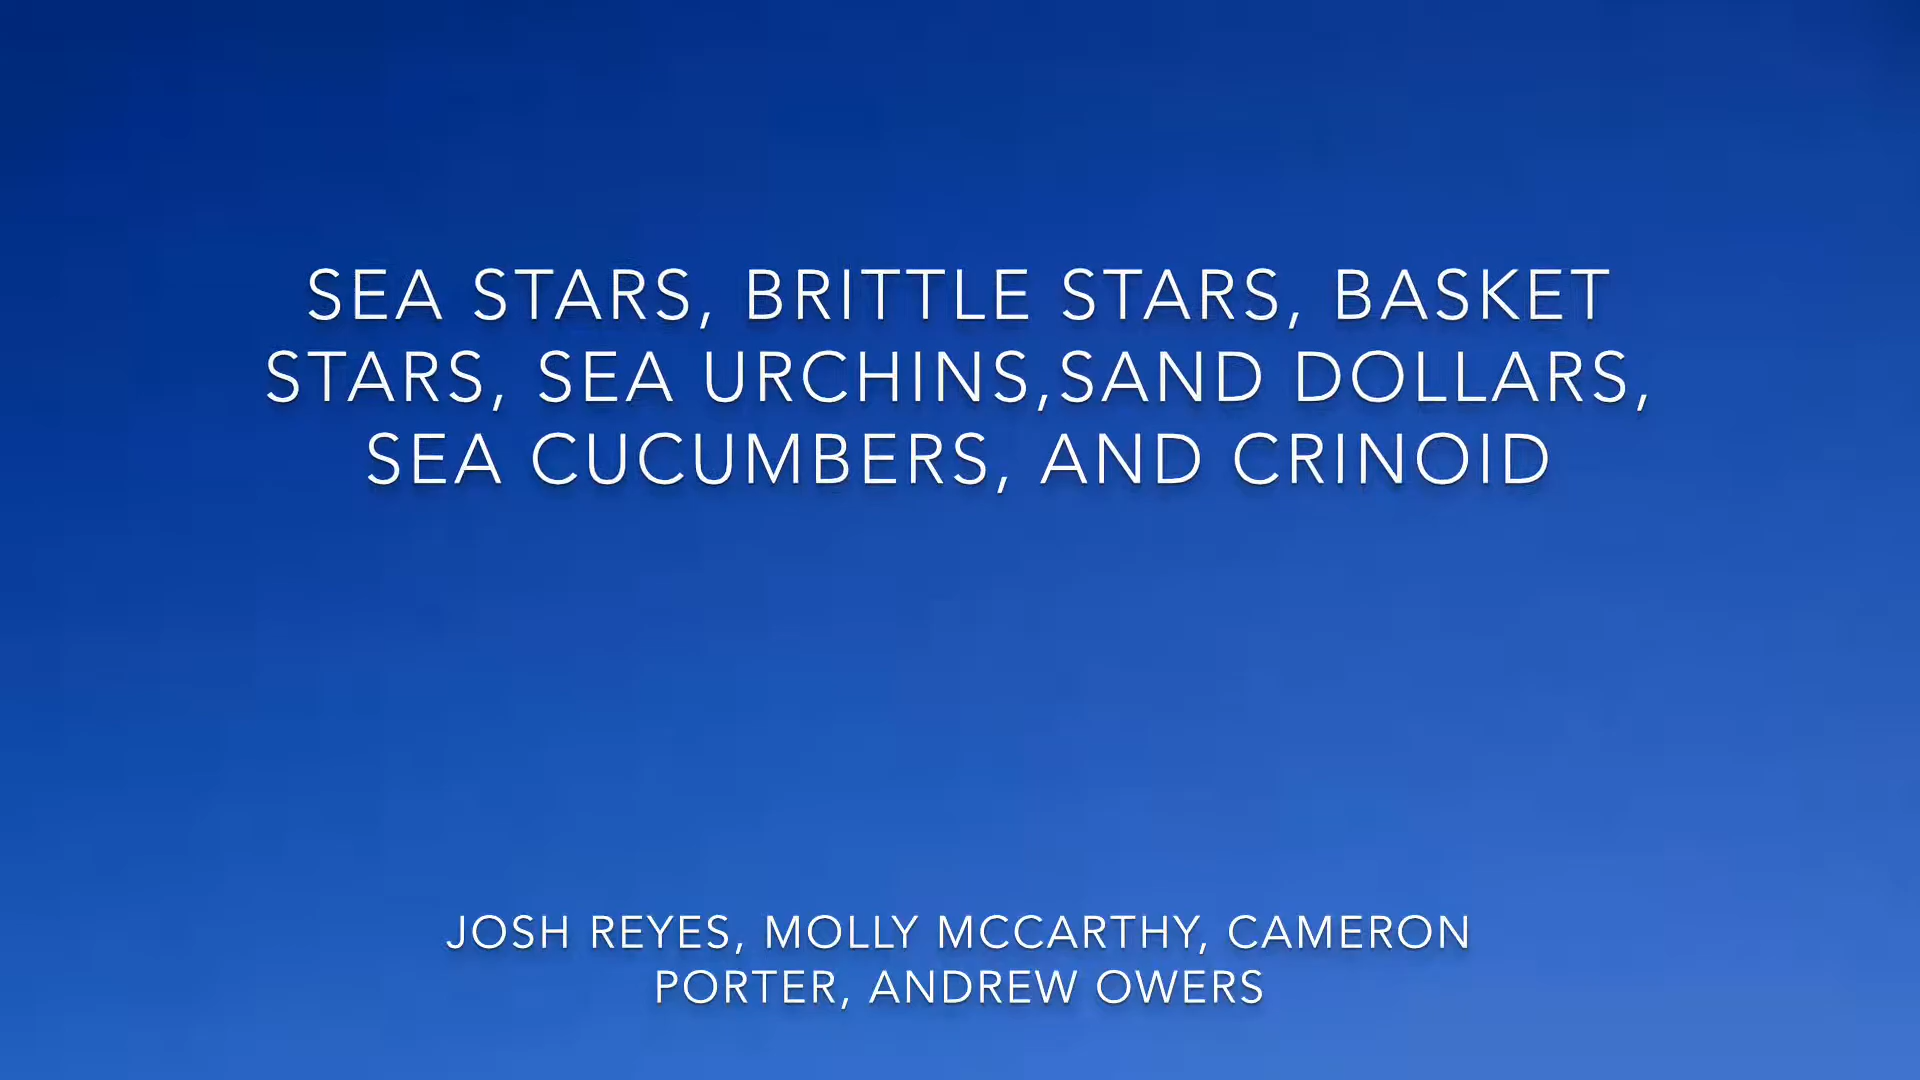 SEA STARS, BRITTLE STARS, BASKET
STARS, SEA URCHINS,SAND DOLLARS,
SEA CUCUMBERS, AND CRINOID
JOSH REYES, MOLLY MCCARTHY, CAMERON
PORTER, ANDREW OWERS